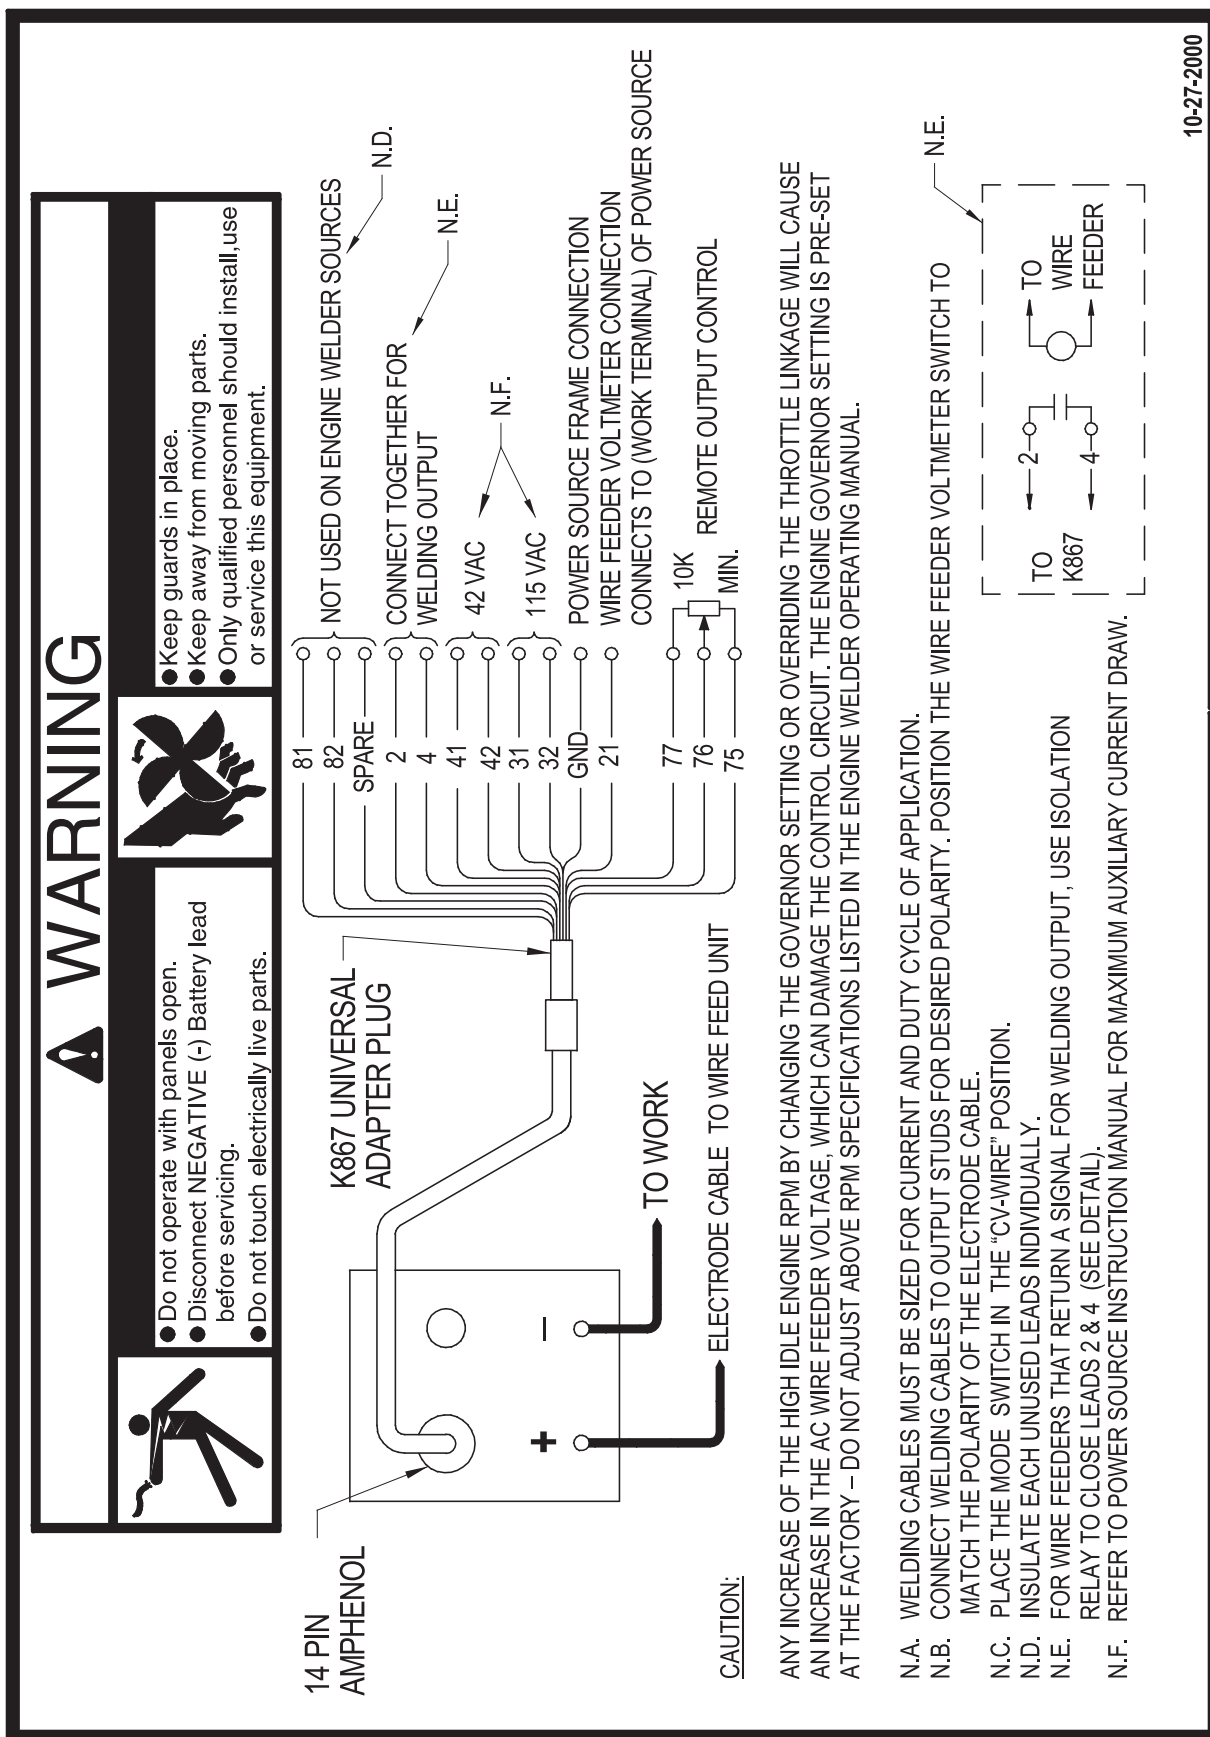 WARNING
Do not operate with panels open.
Disconnect NEGATIVE (-) Battery lead
before servicing.
Do not touch electrically live parts.
Keep guards in place.
Keep away from moving parts.
Only qualified personnel should install,use
or service this equipment.
14 PIN
AMPHENOL
K867 UNIVERSAL
ADAPTER PLUG
81
82
SPARE
2
4
41
42
31
32
GND
21
77
76
75
NOT USED ON ENGINE WELDER SOURCES
N.D.
CONNECT TOGETHER FOR
WELDING OUTPUT
N.E.
42 VAC
N.F.
115 VAC
POWER SOURCE FRAME CONNECTION
WIRE FEEDER VOLTMETER CONNECTION
CONNECTS TO (WORK TERMINAL) OF POWER SOURCE
10K
REMOTE OUTPUT CONTROL
MIN.
+
–
TO WORK
ELECTRODE CABLE TO WIRE FEED UNIT
CAUTION:
ANY INCREASE OF THE HIGH IDLE ENGINE RPM BY CHANGING THE GOVERNOR SETTING OR OVERRIDING THE THROTTLE LINKAGE WILL CAUSE
AN INCREASE IN THE AC WIRE FEEDER VOLTAGE, WHICH CAN DAMAGE THE CONTROL CIRCUIT. THE ENGINE GOVERNOR SETTING IS PRE-SET
AT THE FACTORY – DO NOT ADJUST ABOVE RPM SPECIFICATIONS LISTED IN THE ENGINE WELDER OPERATING MANUAL.
N.A. WELDING CABLES MUST BE SIZED FOR CURRENT AND DUTY CYCLE OF APPLICATION.
N.B. CONNECT WELDING CABLES TO OUTPUT STUDS FOR DESIRED POLARITY. POSITION THE WIRE FEEDER VOLTMETER SWITCH TO
MATCH THE POLARITY OF THE ELECTRODE CABLE.
N.C. PLACE THE MODE SWITCH IN THE "CV-WIRE" POSITION.
N.D. INSULATE EACH UNUSED LEADS INDIVIDUALLY.
N.E. FOR WIRE FEEDERS THAT RETURN A SIGNAL FOR WELDING OUTPUT, USE ISOLATION
RELAY TO CLOSE LEADS 2 & 4 (SEE DETAIL).
N.F. REFER TO POWER SOURCE INSTRUCTION MANUAL FOR MAXIMUM AUXILIARY CURRENT DRAW.
N.E.
TO
K867
2
4
TO
WIRE
FEEDER
10-27-2000